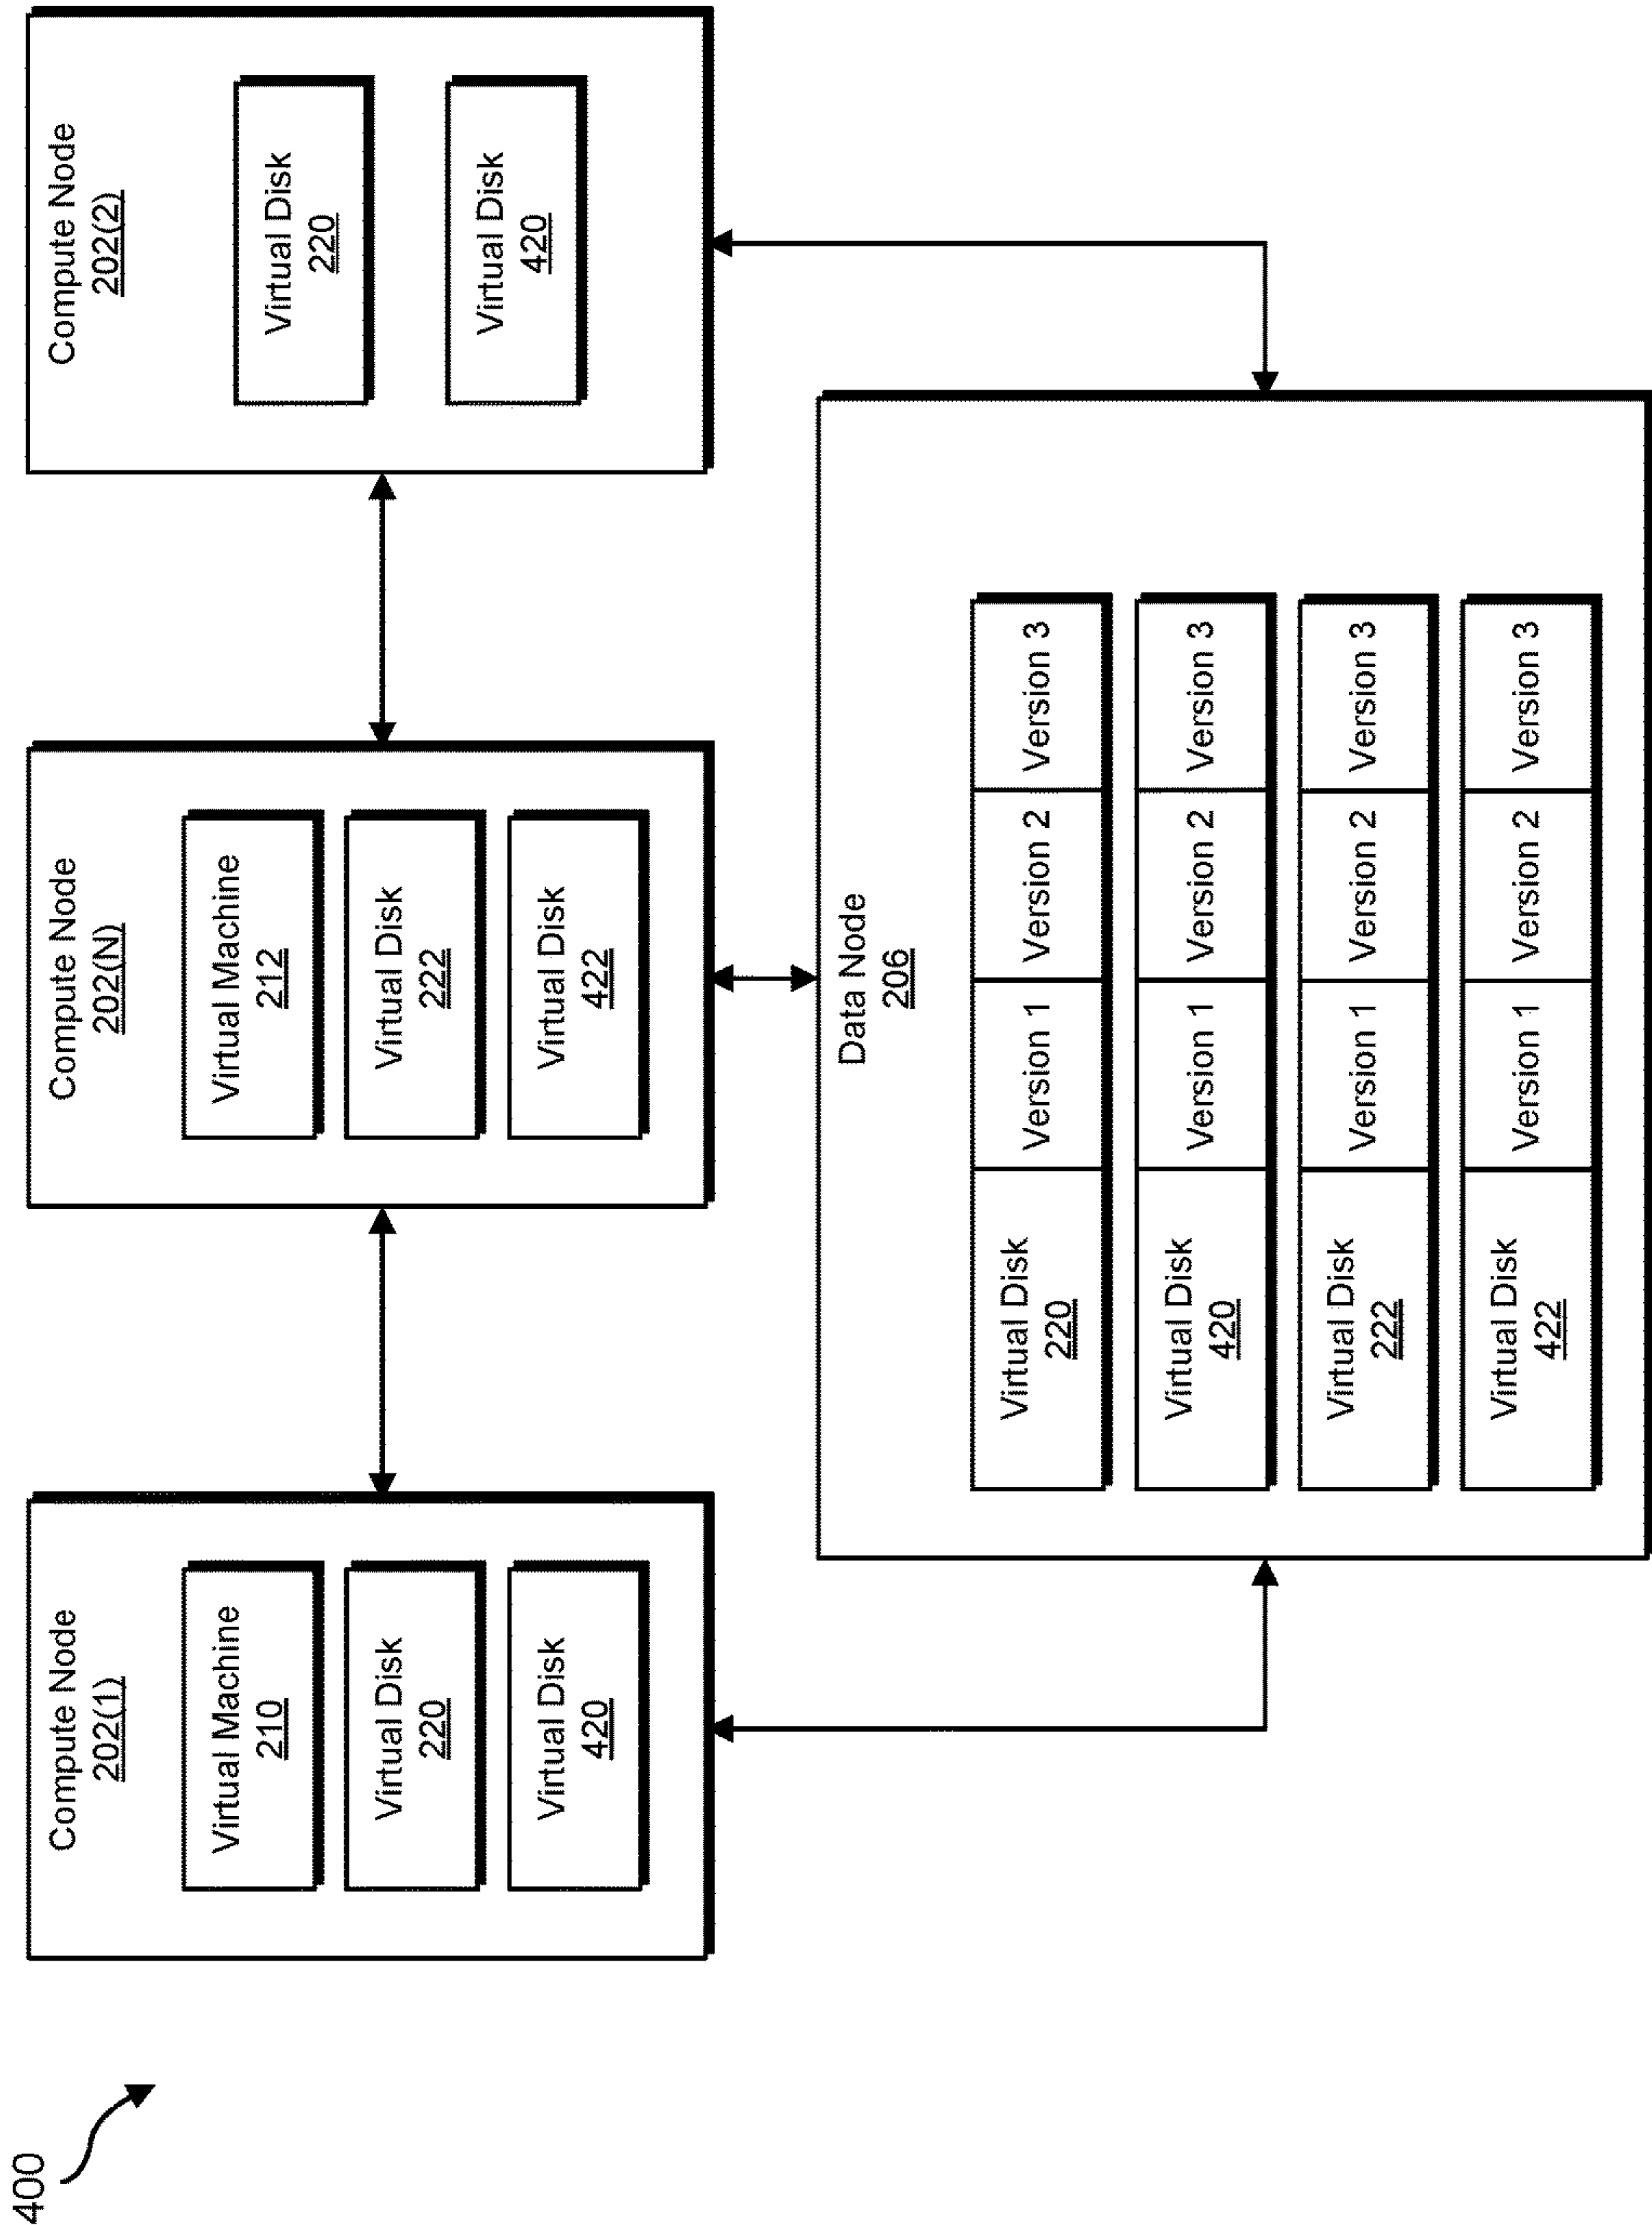 400
Compute Node
202(1)
Virtual Machine
210
Virtual Disk
220
Virtual Disk
420
Compute Node
202(N)
Virtual Machine
212
Virtual Disk
222
Virtual Disk
422
Compute Node
202(2)
Virtual Disk
220
Virtual Disk
420
Data Node
206
Virtual Disk
220
Version 1
Version 2
Version 3
Virtual Disk
420
Version 1
Version 2
Version 3
Virtual Disk
222
Version 1
Version 2
Version 3
Virtual Disk
422
Version 1
Version 2
Version 3